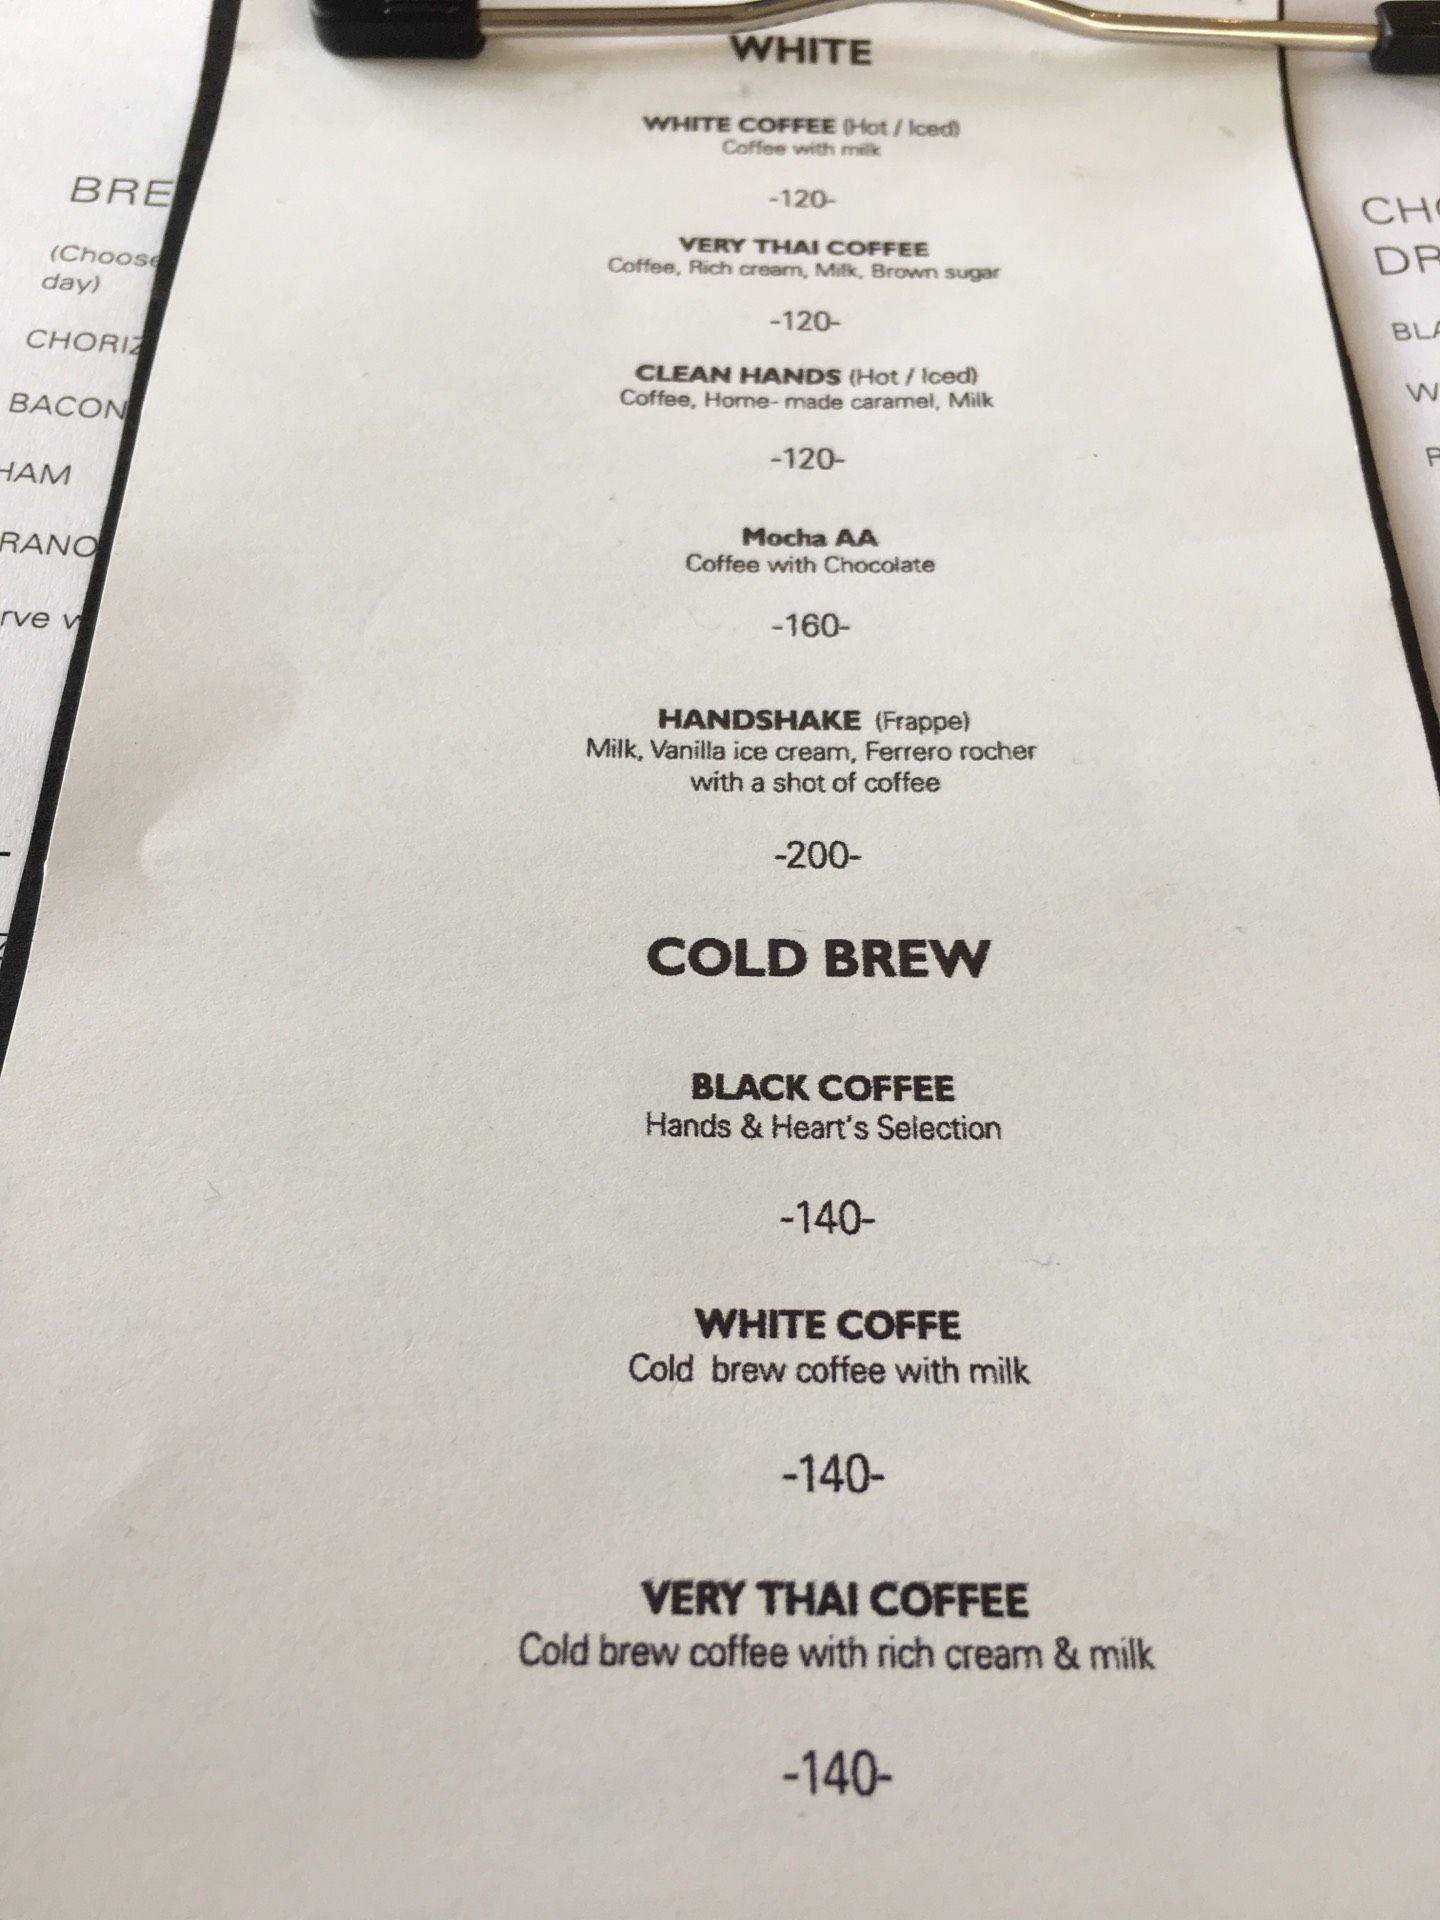 WHITE
WHITE COFFEE (Hot / Iced)
Coffee with milk
-120-
VERY THAI COFFEE
Coffee, Rich cream, Milk, Brown sugar
-120-
CLEAN HANDS (Hot / Iced)
Coffee, Home- made caramel, Milk
-120-
Mocha AA
Coffee with Chocolate
-160-
HANDSHAKE (Frappe)
Milk, Vanilla ice cream, Ferrero rocher
with a shot of coffee
-200-
COLD BREW
BLACK COFFEE
Hands & Heart's Selection
-140-
WHITE COFFE
Cold brew coffee with milk
-140-
VERY THAI COFFEE
Cold brew coffee with rich cream & milk
-140-
BRE
(Choose
day)
CHORIZ
BACON
HAM
RANO
rve
CHO
DR
BLA
W